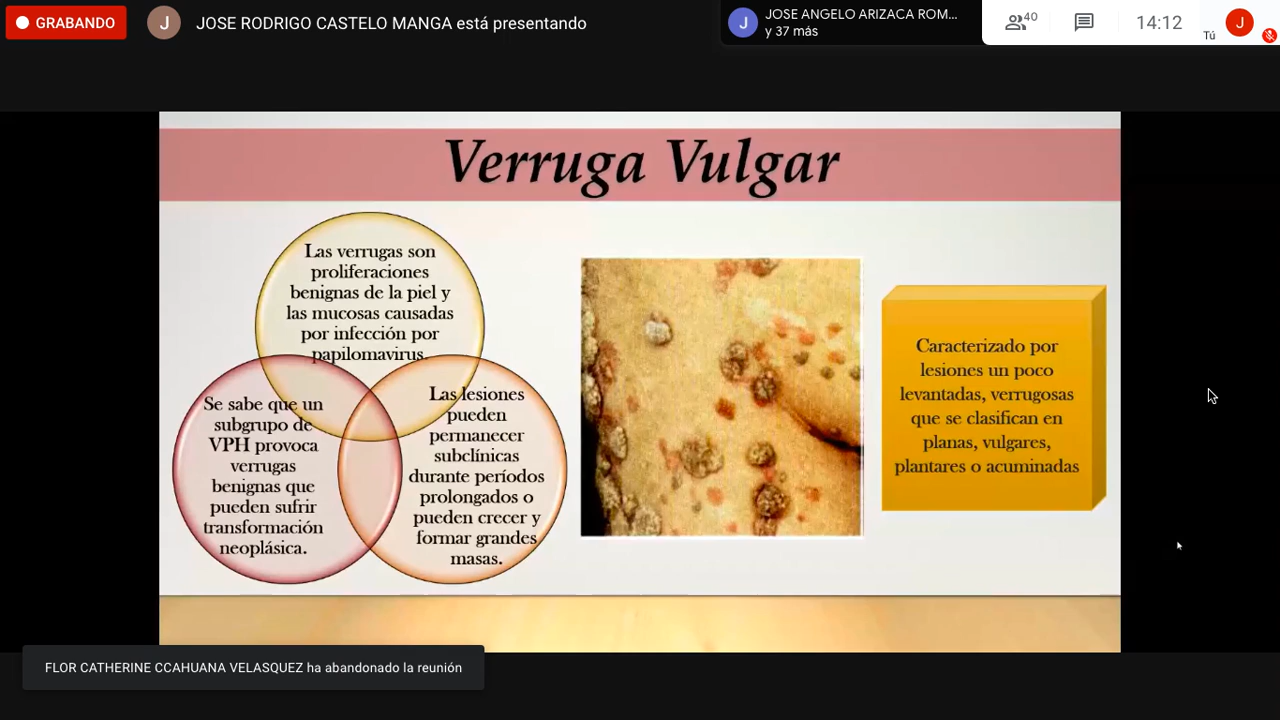 GRABANDO
J
JOSE RODRIGO CASTELO MANGA está presentando
J
JOSE ANGELO ARIZACA ROM...
y 37 más
40
14:12
Tú
J
Verruga Vulgar
Las verrugas son
proliferaciones
benignas de la piel y
las mucosas causadas
por infección por
papilomavirus.
Se sabe que un
subgrupo de
VPH provoca
verrugas
benignas que
pueden sufrir
transformación
neoplásica.
Las lesiones
pueden
permanecer
subclínicas
durante períodos
prolongados o
pueden crecer y
formar grandes
masas.
Caracterizado por
lesiones un poco
levantadas, verrugosas
que se clasifican en
planas, vulgares,
plantares o acuminadas
FLOR CATHERINE CCAHUANA VELASQUEZ ha abandonado la reunión